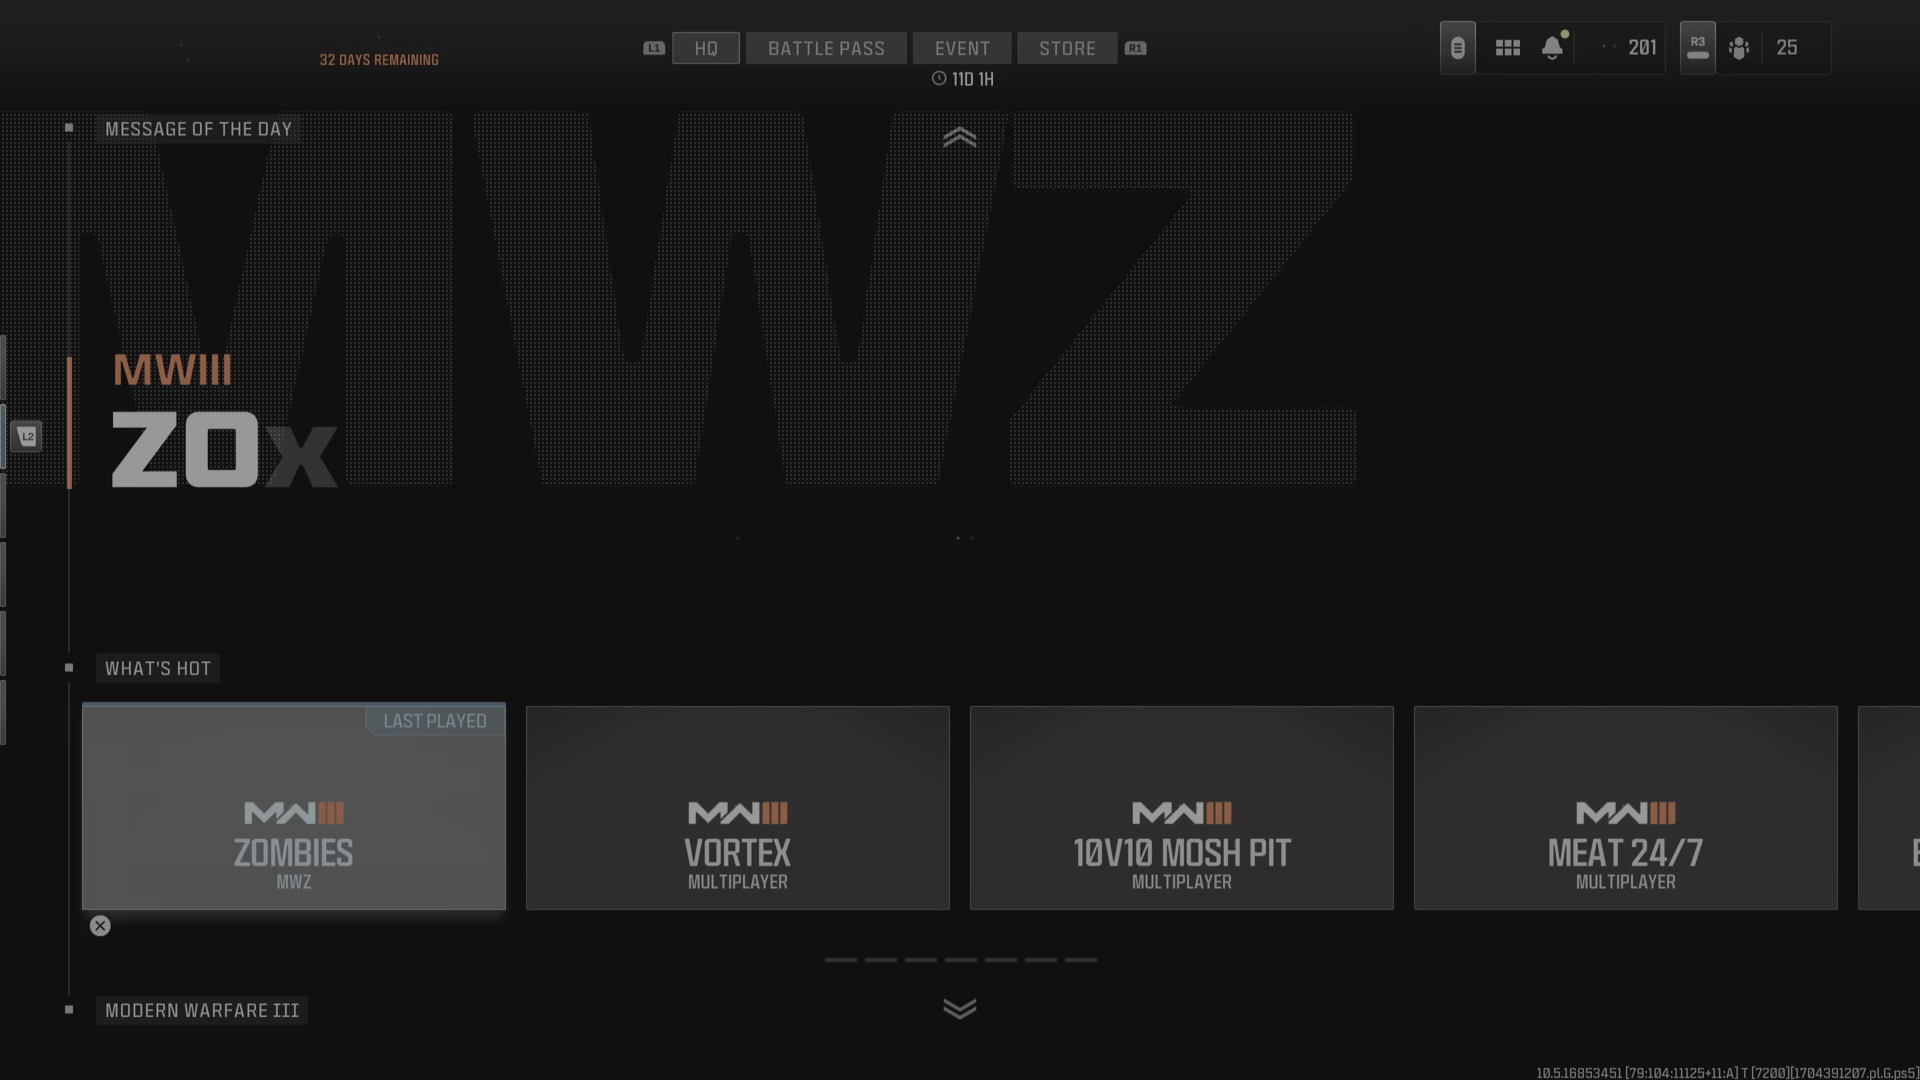 32 DAYS REMAINING
L1 HQ BATTLE PASS EVENT STORE R1
11D 1H
201 R3 25
MESSAGE OF THE DAY
MWZ
MWIII
ZOX
L2
WHAT'S HOT
LAST PLAYED
MWIII
ZOMBIES
MWZ
MWIII
VORTEX
MULTIPLAYER
MWIII
10V10 MOSH PIT
MULTIPLAYER
MWIII
MEAT 24/7
MULTIPLAYER
MODERN WARFARE III
10.5.16853451 [79:104:11125+11:A] T [7200][1704391207.pl.G.ps5]